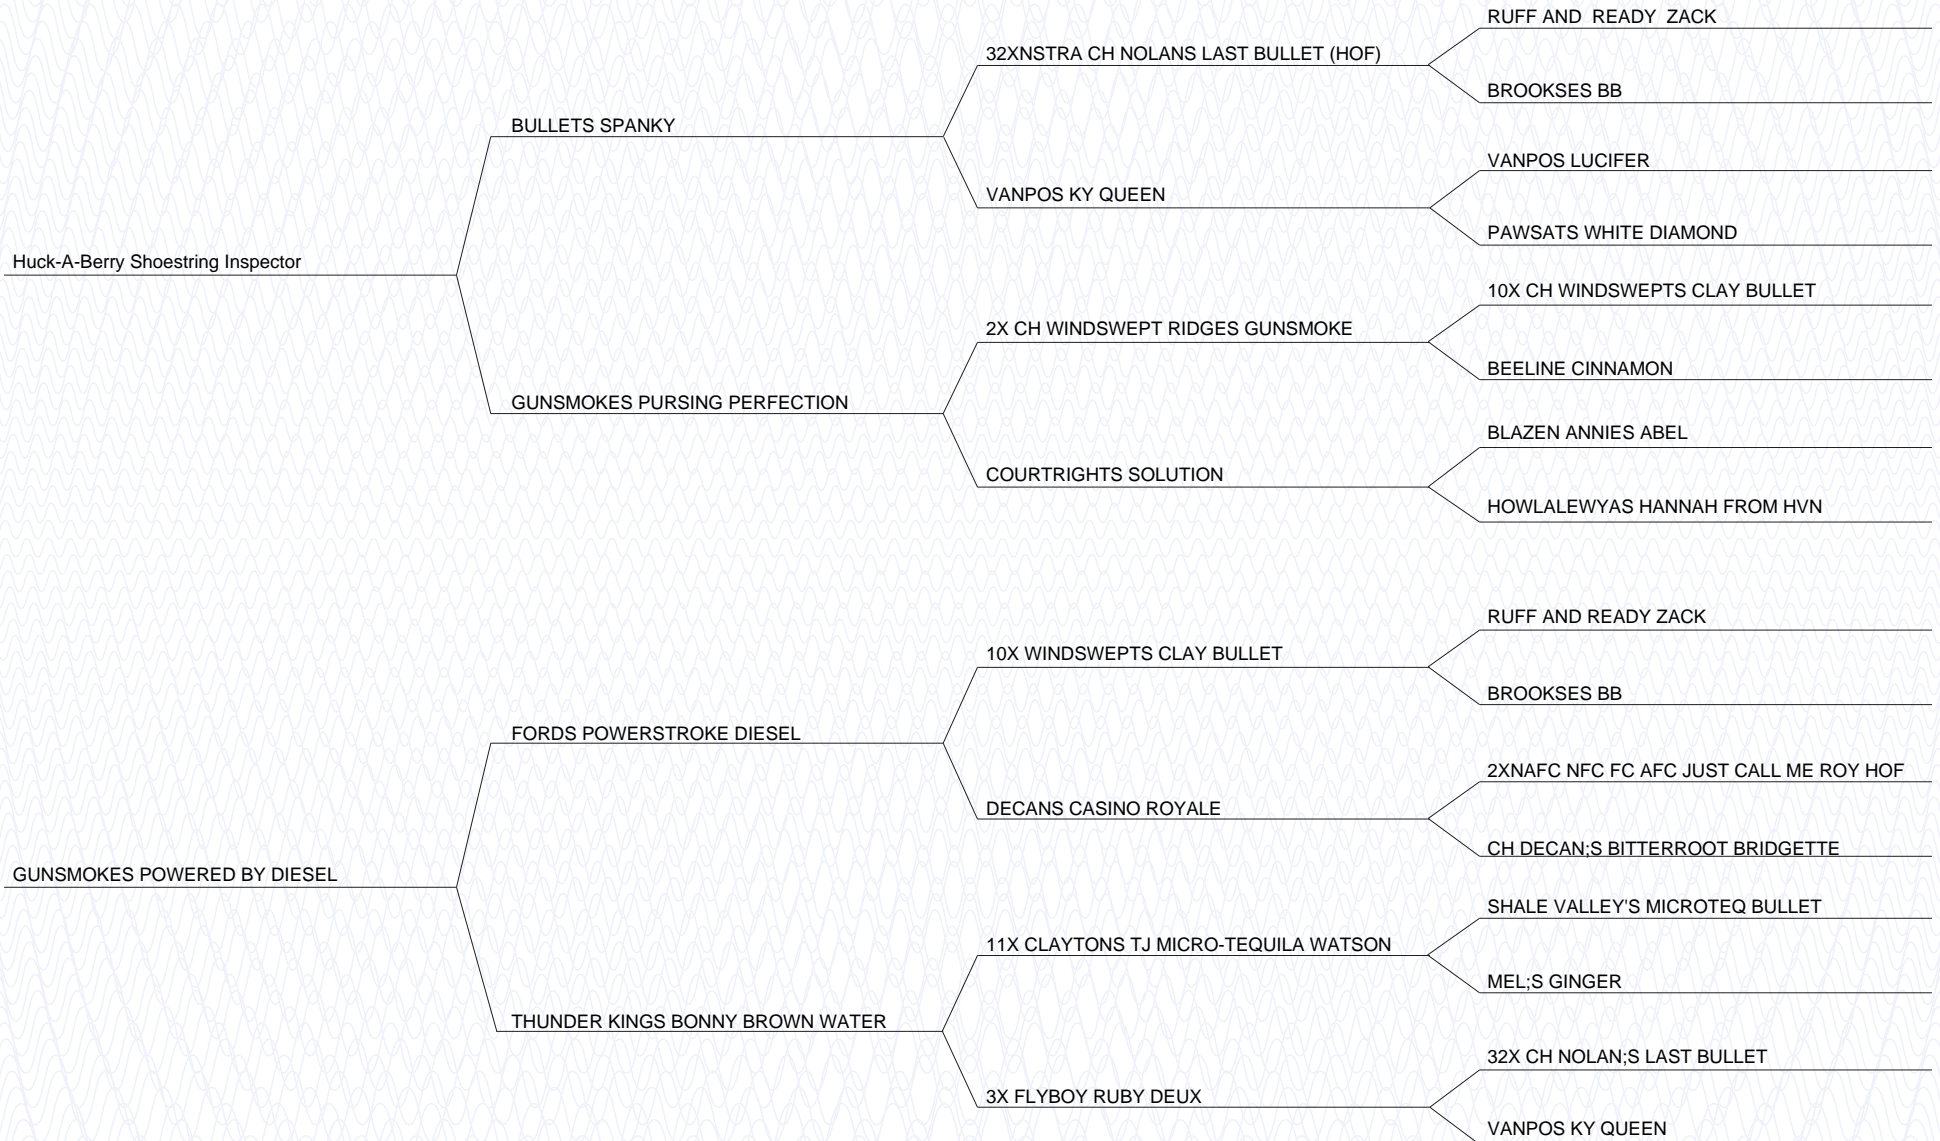 RUFF AND  READY  ZACK
32XNSTRA CH NOLANS LAST BULLET (HOF)
BROOKSES BB
BULLETS SPANKY
VANPOS LUCIFER
VANPOS KY QUEEN
PAWSATS WHITE DIAMOND
Huck-A-Berry Shoestring Inspector
10X CH WINDSWEPTS CLAY BULLET
2X CH WINDSWEPT RIDGES GUNSMOKE
BEELINE CINNAMON
GUNSMOKES PURSING PERFECTION
BLAZEN ANNIES ABEL
COURTRIGHTS SOLUTION
HOWLALEWYAS HANNAH FROM HVN
RUFF AND READY ZACK
10X WINDSWEPTS CLAY BULLET
BROOKSES BB
FORDS POWERSTROKE DIESEL
2XNAFC NFC FC AFC JUST CALL ME ROY HOF
DECANS CASINO ROYALE
CH DECAN;S BITTERROOT BRIDGETTE
GUNSMOKES POWERED BY DIESEL
SHALE VALLEY'S MICROTEQ BULLET
11X CLAYTONS TJ MICRO-TEQUILA WATSON
MEL;S GINGER
THUNDER KINGS BONNY BROWN WATER
32X CH NOLAN;S LAST BULLET
3X FLYBOY RUBY DEUX
VANPOS KY QUEEN